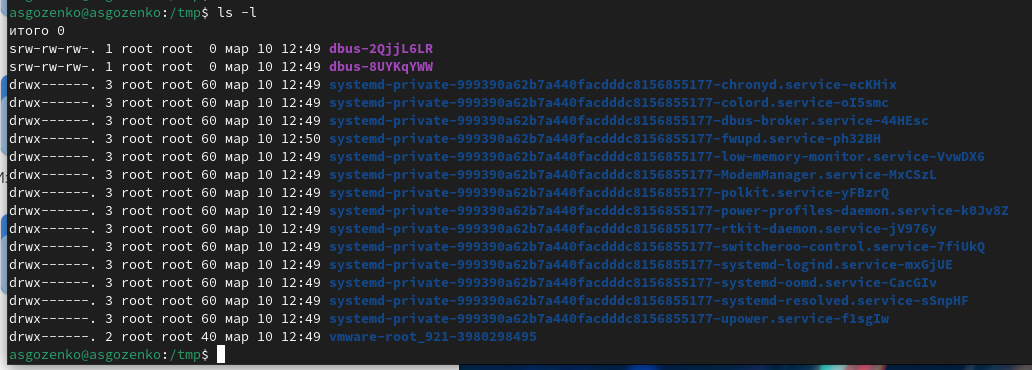 asgozenko@asgozenko:/tmp$ ls -l
итого 0
srw-rw-rw-. 1 root root  0 мар 10 12:49 dbus-2QjjL6LR
srw-rw-rw-. 1 root root  0 мар 10 12:49 dbus-8UYKqYWW
drwx------. 3 root root 60 мар 10 12:49 systemd-private-999390a62b7a440facdddc8156855177-chronyd.service-ecKHix
drwx------. 3 root root 60 мар 10 12:49 systemd-private-999390a62b7a440facdddc8156855177-colord.service-oI5smc
drwx------. 3 root root 60 мар 10 12:49 systemd-private-999390a62b7a440facdddc8156855177-dbus-broker.service-44HEsc
drwx------. 3 root root 60 мар 10 12:50 systemd-private-999390a62b7a440facdddc8156855177-fwupd.service-ph32BH
drwx------. 3 root root 60 мар 10 12:49 systemd-private-999390a62b7a440facdddc8156855177-low-memory-monitor.service-VvwDX6
drwx------. 3 root root 60 мар 10 12:49 systemd-private-999390a62b7a440facdddc8156855177-ModemManager.service-MxCSzL
drwx------. 3 root root 60 мар 10 12:49 systemd-private-999390a62b7a440facdddc8156855177-polkit.service-yFBzrQ
drwx------. 3 root root 60 мар 10 12:49 systemd-private-999390a62b7a440facdddc8156855177-power-profiles-daemon.service-k0Jv8Z
drwx------. 3 root root 60 мар 10 12:49 systemd-private-999390a62b7a440facdddc8156855177-rtkit-daemon.service-jV976y
drwx------. 3 root root 60 мар 10 12:49 systemd-private-999390a62b7a440facdddc8156855177-switcheroo-control.service-7fiUkQ
drwx------. 3 root root 60 мар 10 12:49 systemd-private-999390a62b7a440facdddc8156855177-systemd-logind.service-mxGjUE
drwx------. 3 root root 60 мар 10 12:49 systemd-private-999390a62b7a440facdddc8156855177-systemd-oomd.service-CacGIv
drwx------. 3 root root 60 мар 10 12:49 systemd-private-999390a62b7a440facdddc8156855177-systemd-resolved.service-sSnpHF
drwx------. 3 root root 60 мар 10 12:49 systemd-private-999390a62b7a440facdddc8156855177-upower.service-f1sgIw
drwx------. 2 root root 40 мар 10 12:49 vmware-root_921-3980298495
asgozenko@asgozenko:/tmp$